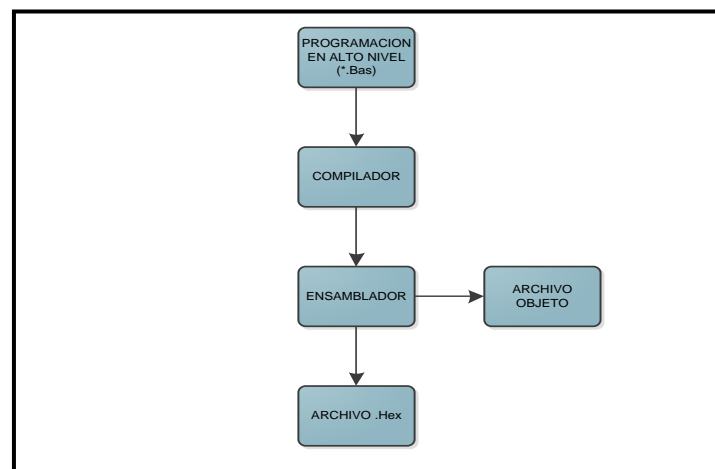 PROGRAMACION
EN ALTO NIVEL
(*.Bas)
COMPILADOR
ENSAMBLADOR
ARCHIVO
OBJETO
ARCHIVO .Hex